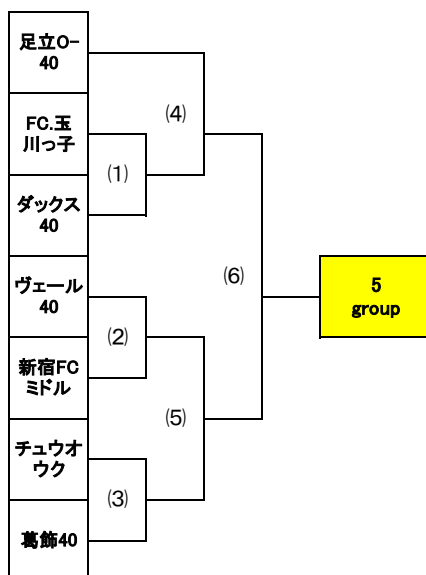 足立O-
40
⑷
FC.玉
川っ子
⑴
ダックス
40
⑹
ヴェール
40
5
group
⑵
新宿FC
ミドル
⑸
チュウオ
ウク
⑶
葛飾40